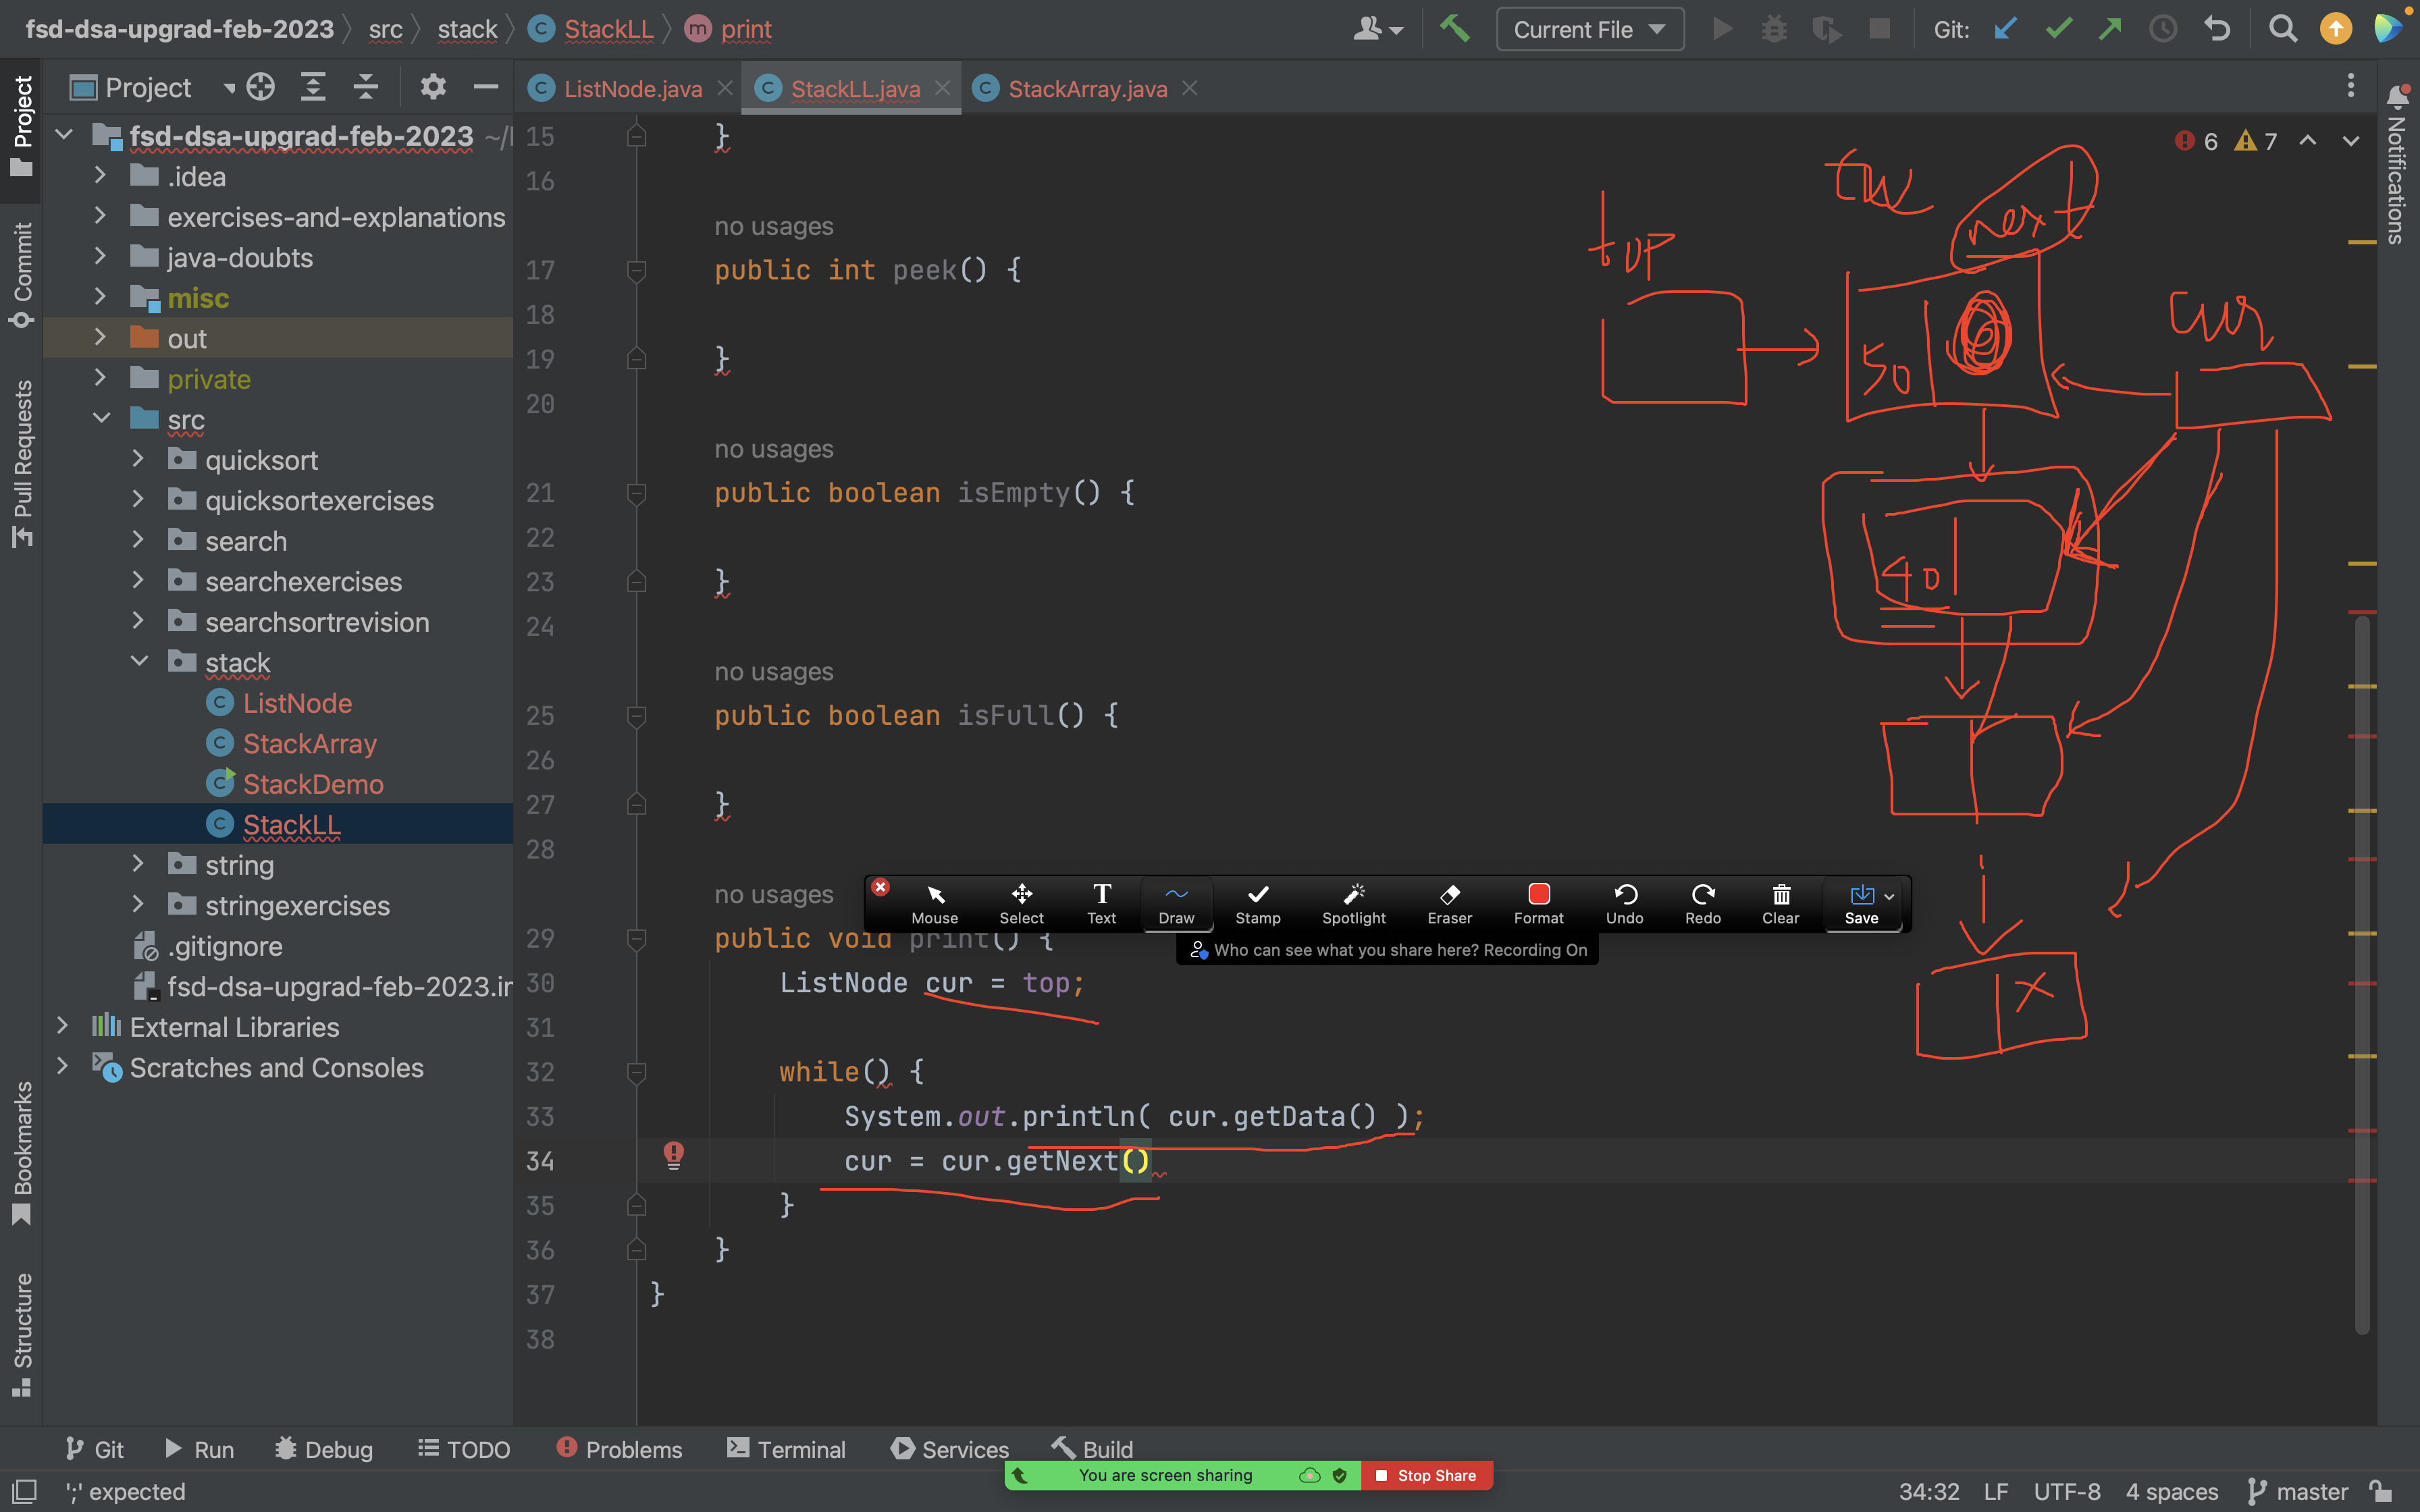 fsd-dsa-upgrad-feb-2023 src stack StackLL print
Current File
Git:
Project
ListNode.java StackLL.java StackArray.java
6 7
fsd-dsa-upgrad-feb-2023 ~/
.idea
exercises-and-explanations
java-doubts
misc
out
private
src
quicksort
quicksortexercises
search
searchexercises
searchsortrevision
stack
ListNode
StackArray
StackDemo
StackLL
string
stringexercises
.gitignore
fsd-dsa-upgrad-feb-2023.i
External Libraries
Scratches and Consoles
Project
Commit
Pull Requests
Bookmarks
Structure
Notifications
15 }
16
no usages
17 public int peek() {
18
19 }
20
no usages
21 public boolean isEmpty() {
22
23 }
24
no usages
25 public boolean isFull() {
26
27 }
28
no usages
29 public void print() {
30 ListNode cur = top;
31
32 while() {
33 System.out.println( cur.getData() );
34 cur = cur.getNext()
35 }
36 }
37 }
38
top
next
cur
50
40
X
Mouse Select Text Draw Stamp Spotlight Eraser Format Undo Redo Clear Save
Who can see what you share here? Recording On
Git Run Debug TODO Problems Terminal Services Build
You are screen sharing Stop Share
';' expected
34:32 LF UTF-8 4 spaces master